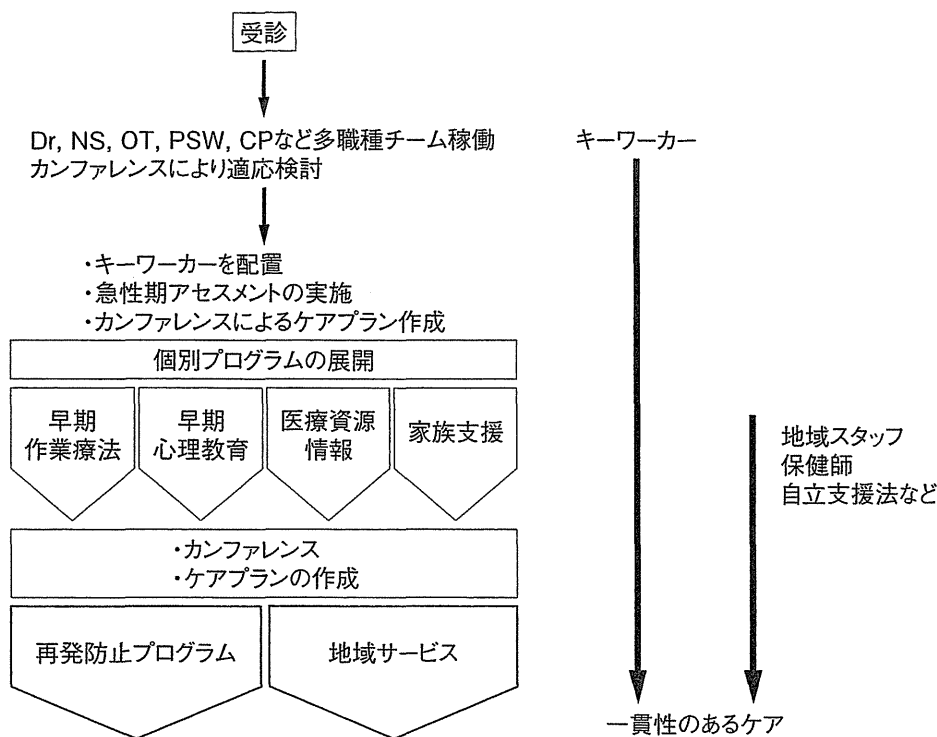 受診
Dr, NS, OT, PSW, CPなど多職種チーム稼働
カンファレンスにより適応検討
キーワーカー
・キーワーカーを配置
・急性期アセスメントの実施
・カンファレンスによるケアプラン作成
個別プログラムの展開
早期
作業療法
早期
心理教育
医療資源
情報
家族支援
地域スタッフ
保健師
自立支援法など
・カンファレンス
・ケアプランの作成
再発防止プログラム
地域サービス
一貫性のあるケア